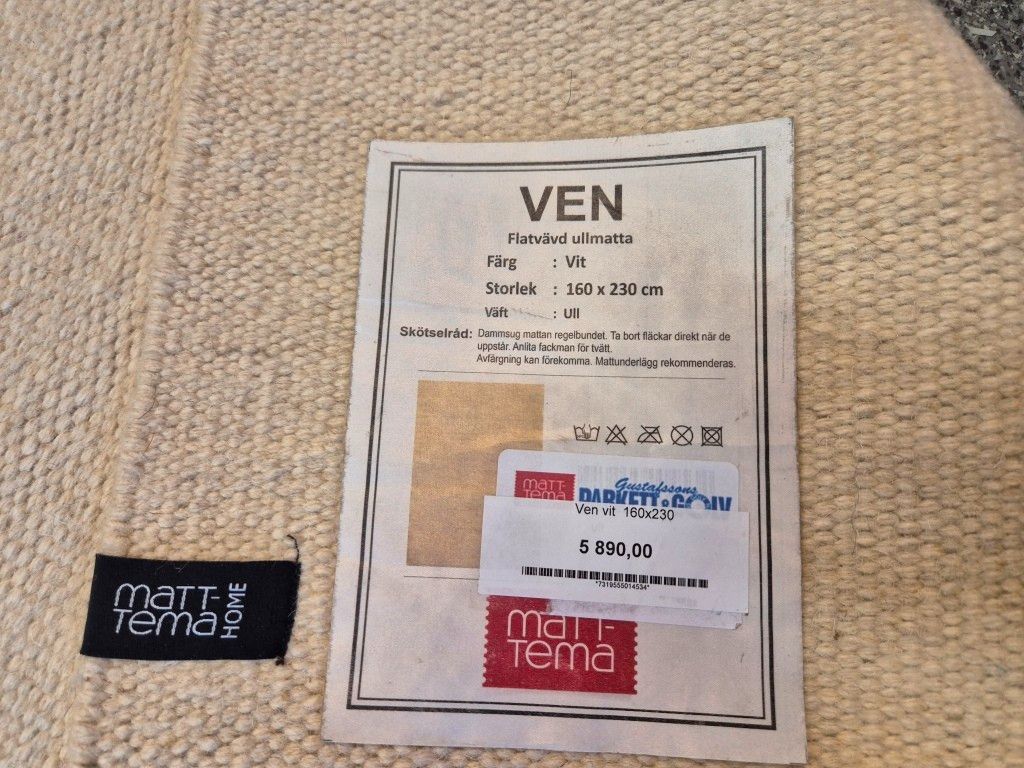 VEN
Flatvävd ullmatta
Färg : Vit
Storlek : 160 x 230 cm
Väft : Ull
Skötselråd: Dammsug mattan regelbundet. Ta bort fläckar direkt när de
uppstår. Anlita fackman för tvätt.
Avfärgning kan förekomma. Mattunderlägg rekommenderas.
maTT-
Tema
Gustafssons
PARKETT & GOLV
Ven vit 160x230
5 890,00
*7319555014534*
maTT-
Tema
maTT-
Tema
HOME